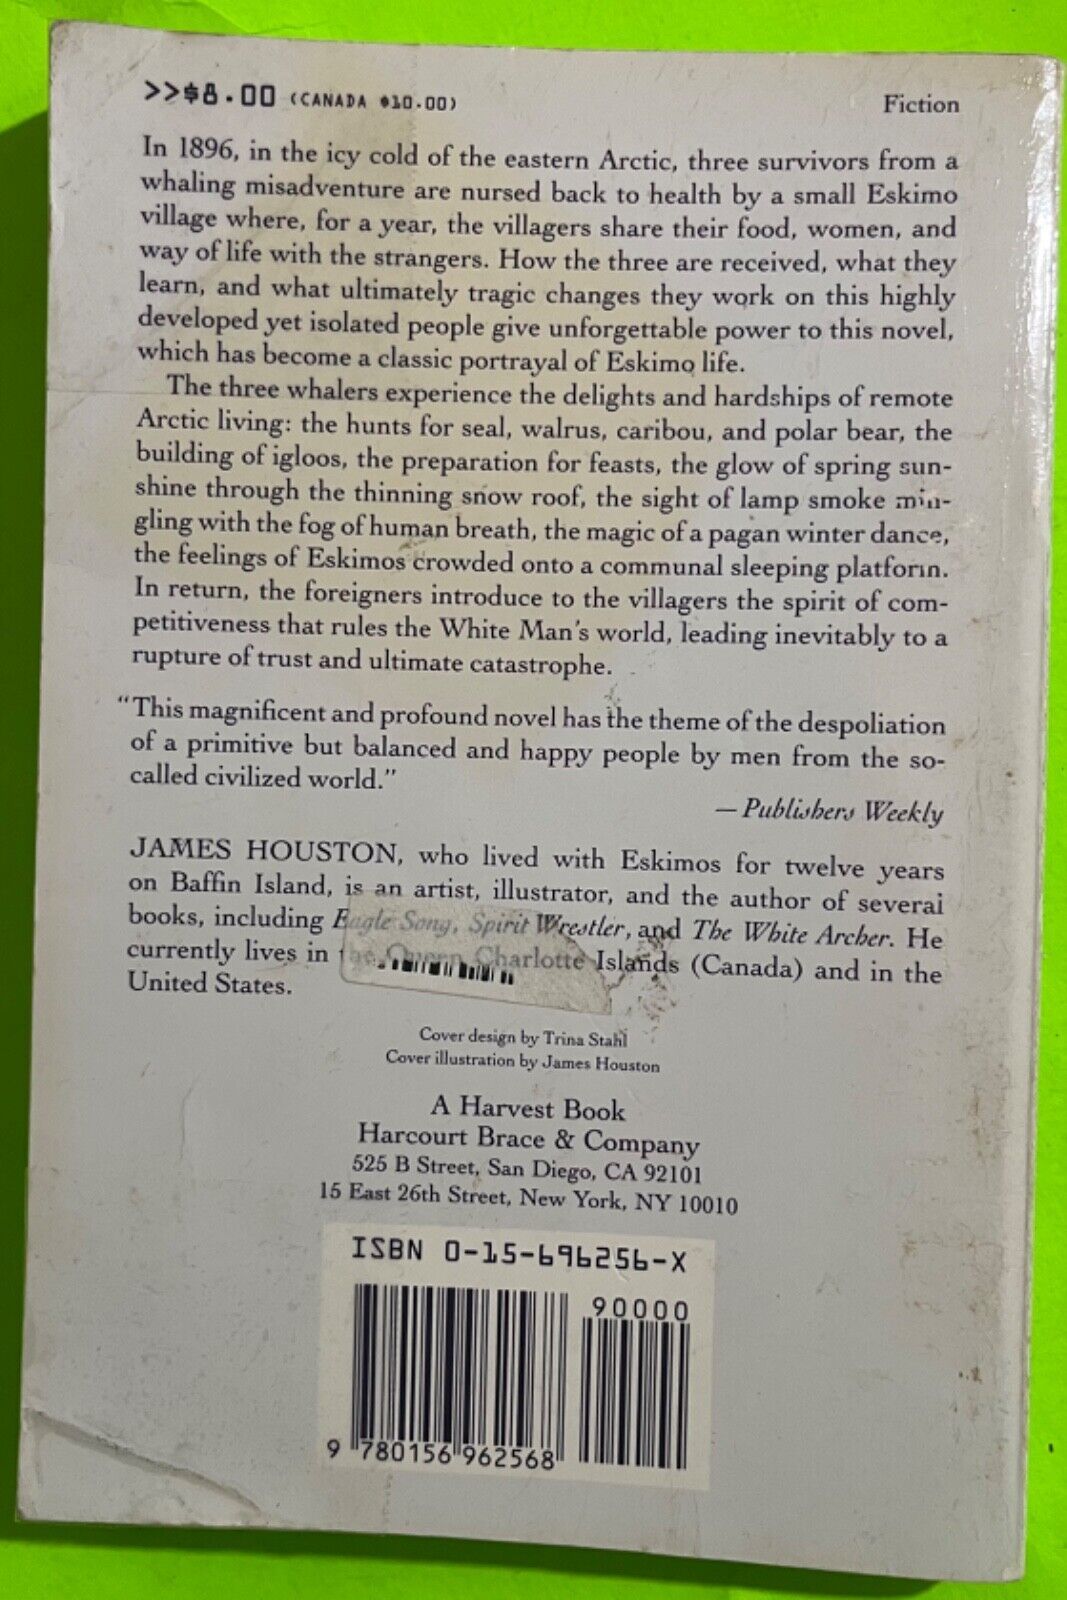 >>$8.00 (CANADA $10.00)
Fiction
In 1896, in the icy cold of the eastern Arctic, three survivors from a
whaling misadventure are nursed back to health by a small Eskimo
village where, for a year, the villagers share their food, women, and
way of life with the strangers. How the three are received, what they
learn, and what ultimately tragic changes they work on this highly
developed yet isolated people give unforgettable power to this novel,
which has become a classic portrayal of Eskimo life.
The three whalers experience the delights and hardships of remote
Arctic living: the hunts for seal, walrus, caribou, and polar bear, the
building of igloos, the preparation for feasts, the glow of spring sun-
shine through the thinning snow roof, the sight of lamp smoke min-
gling with the fog of human breath, the magic of a pagan winter dance,
the feelings of Eskimos crowded onto a communal sleeping platform.
In return, the foreigners introduce to the villagers the spirit of com-
petitiveness that rules the White Man's world, leading inevitably to a
rupture of trust and ultimate catastrophe.
"This magnificent and profound novel has the theme of the despoliation
of a primitive but balanced and happy people by men from the so-
called civilized world."
—Publishers Weekly
JAMES HOUSTON, who lived with Eskimos for twelve years
on Baffin Island, is an artist, illustrator, and the author of several
books, including Eagle Song, Spirit Wrestler, and The White Archer. He
currently lives in the Queen Charlotte Islands (Canada) and in the
United States.
Cover design by Trina Stahl
Cover illustration by James Houston
A Harvest Book
Harcourt Brace & Company
525 B Street, San Diego, CA 92101
15 East 26th Street, New York, NY 10010
ISBN 0-15-696256-X
90000
9 780156 962568